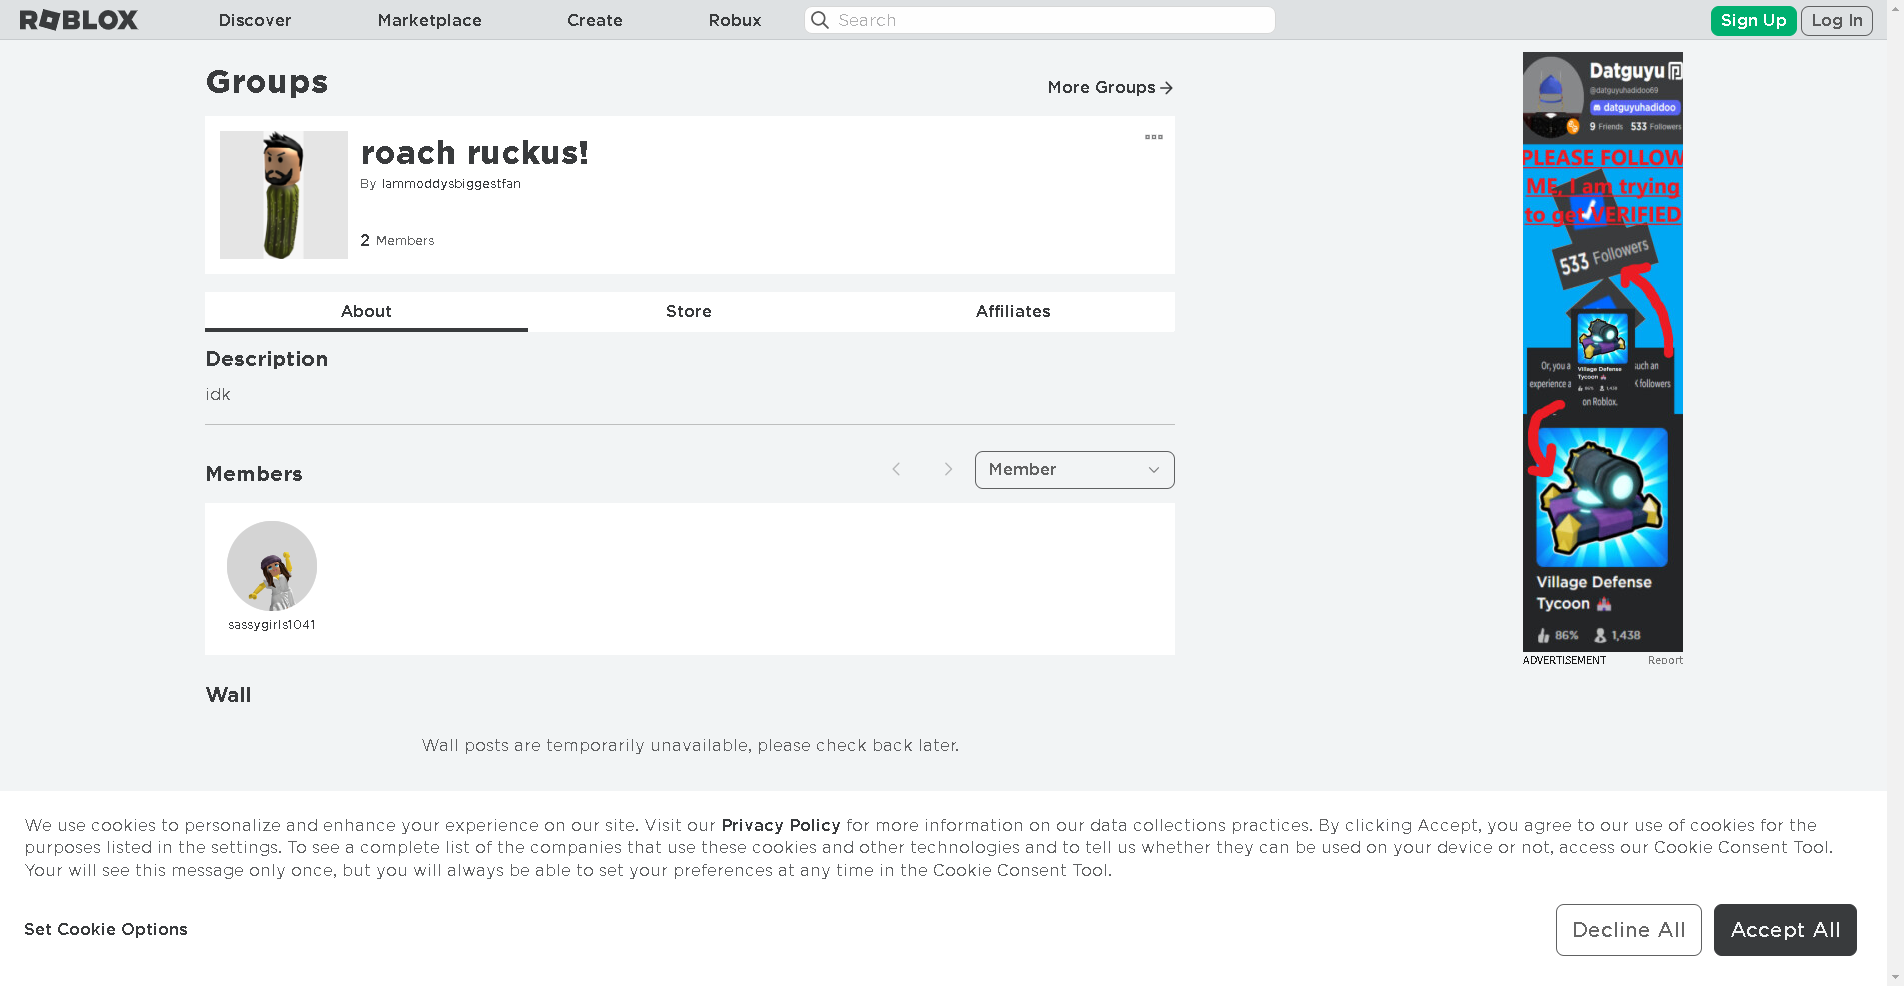 ROBLOX
Discover
Marketplace
Create
Robux
Search
Sign Up
Log In
Groups
More Groups
roach ruckus!
By Iammoddysbiggestfan
2 Members
About
Store
Affiliates
Description
idk
Members
Member
sassygirls1041
Wall
Wall posts are temporarily unavailable, please check back later.
Datguyu
@datguyuhadidoo69
datguyuhadidoo
9 Friends 533 Followers
PLEASE FOLLOW
ME, I am trying
to get VERIFIED
533 Followers
Or, you a
such an
experience a
K followers
on Roblox.
Village Defense
Tycoon
86% 1,438
Village Defense
Tycoon
86% 1,438
ADVERTISEMENT
Report
We use cookies to personalize and enhance your experience on our site. Visit our Privacy Policy for more information on our data collections practices. By clicking Accept, you agree to our use of cookies for the
purposes listed in the settings. To see a complete list of the companies that use these cookies and other technologies and to tell us whether they can be used on your device or not, access our Cookie Consent Tool.
Your will see this message only once, but you will always be able to set your preferences at any time in the Cookie Consent Tool.
Set Cookie Options
Decline All
Accept All